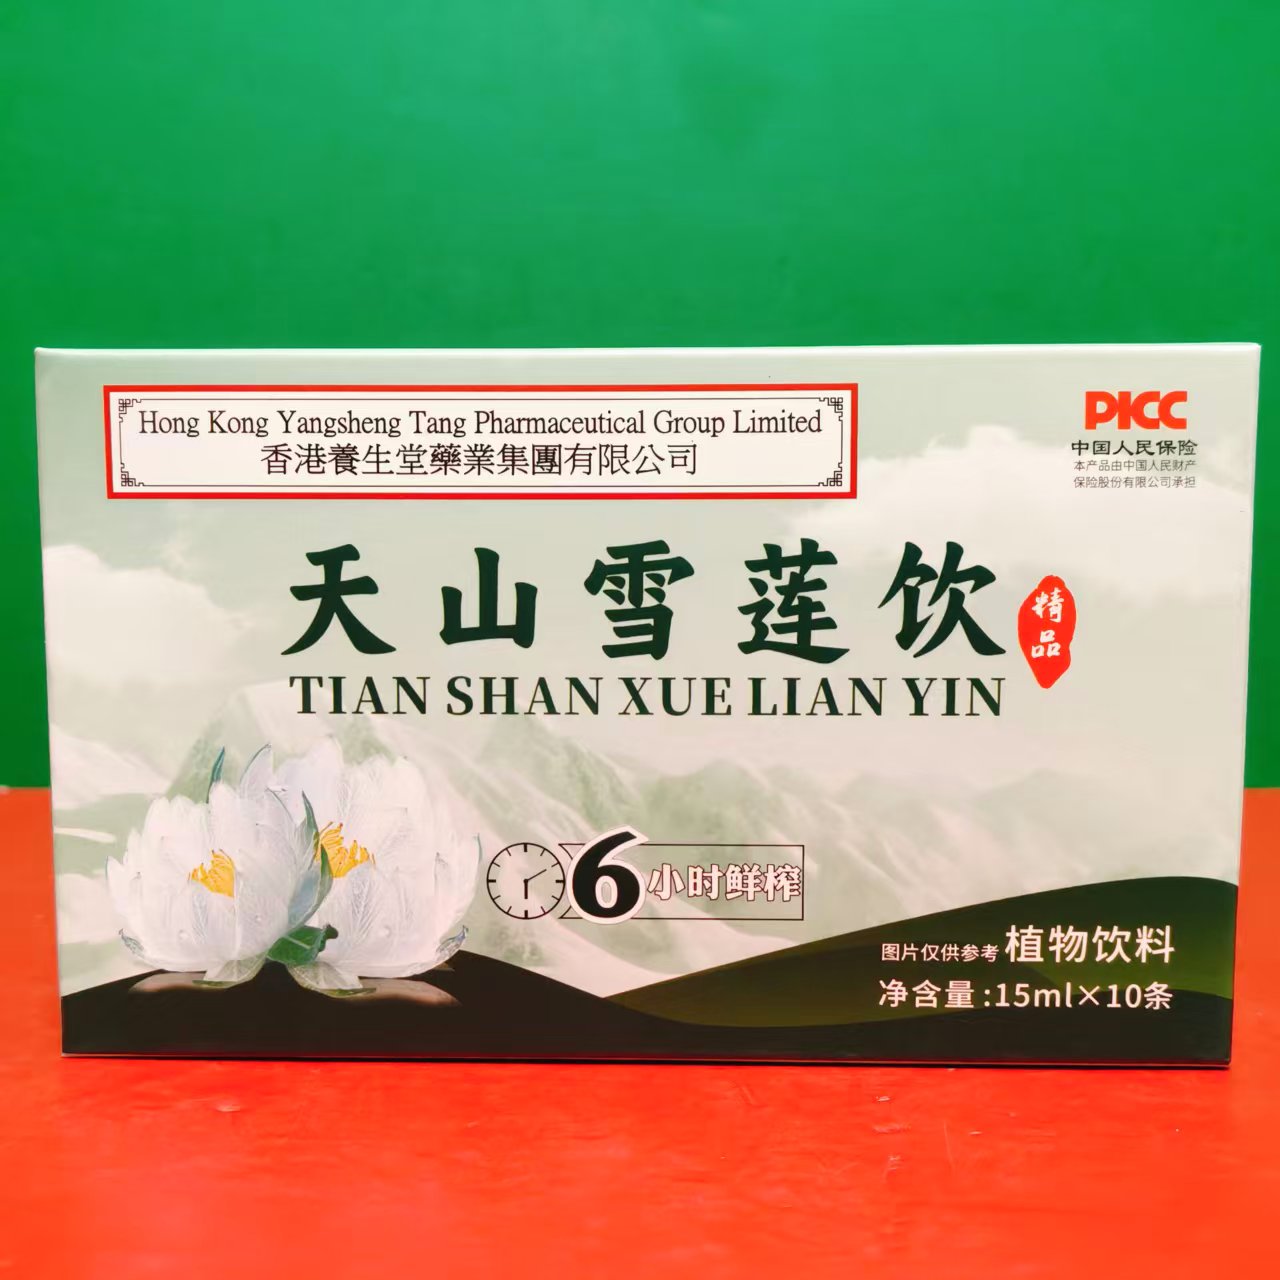 Hong Kong Yangsheng Tang Pharmaceutical Group Limited
香港養生堂藥業集團有限公司
PICC
中国人民保险
本产品由中国人民财产
保险股份有限公司承担
天山雪莲饮
精品
TIAN SHAN XUE LIAN YIN
6小时鲜榨
图片仅供参考 植物饮料
净含量:15ml×10条